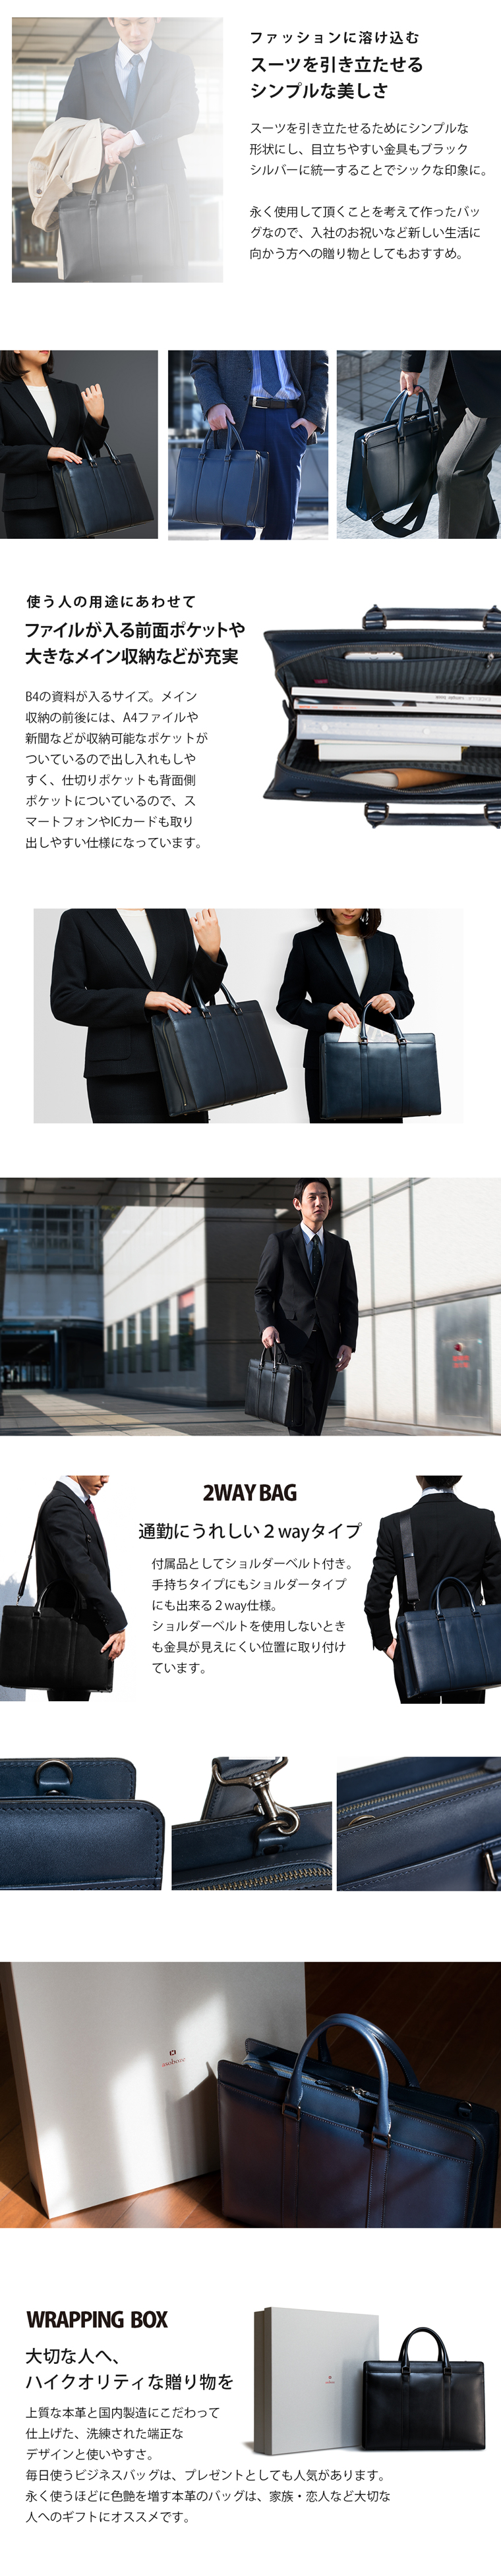 ファッションに溶け込む
スーツを引き立たせる
シンプルな美しさ
スーツを引き立たせるためにシンプルな
形状にし、目立ちやすい金具もブラック
シルバーに統一することでシックな印象に。
永く使用して頂くことを考えて作ったバッ
グなので、入社のお祝いなど新しい生活に
向かう方への贈り物としてもおすすめ。
使う人の用途にあわせて
ファイルが入る前面ポケットや
大きなメイン収納などが充実
B4の資料が入るサイズ。メイン
収納の前後には、A4ファイルや
新聞などが収納可能なポケットが
ついているので出し入れもしや
すく、仕切りポケットも背面側
ポケットについているので、ス
マートフォンやICカードも取り
出しやすい仕様になっています。
2WAY BAG
通勤にうれしい２wayタイプ
付属品としてショルダーベルト付き。
手持ちタイプにもショルダータイプ
にも出来る２way仕様。
ショルダーベルトを使用しないとき
も金具が見えにくい位置に取り付け
ています。
WRAPPING BOX
大切な人へ、
ハイクオリティな贈り物を
上質な本革と国内製造にこだわって
仕上げた、洗練された端正な
デザインと使いやすさ。
毎日使うビジネスバッグは、プレゼントとしても人気があります。
永く使うほどに色艶を増す本革のバッグは、家族・恋人など大切な
人へのギフトにオススメです。